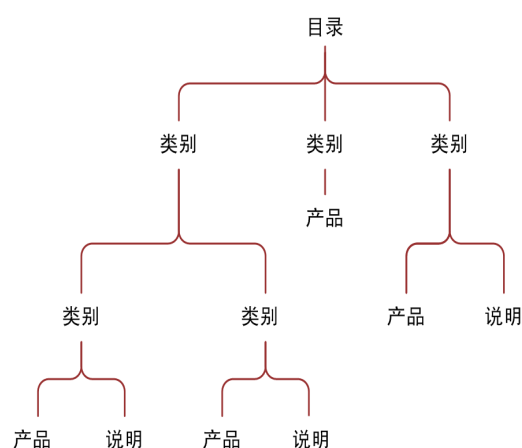 目录
类别 类别 类别
产品
类别 类别 产品 说明
产品 说明 产品 说明